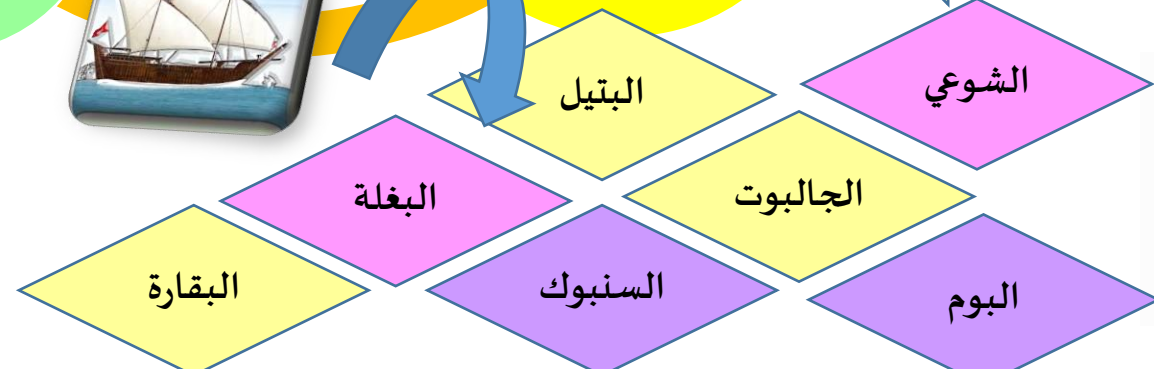 الشوعي
البتيل
الجالبوت
البغلة
البوم
السنبوك
البقارة